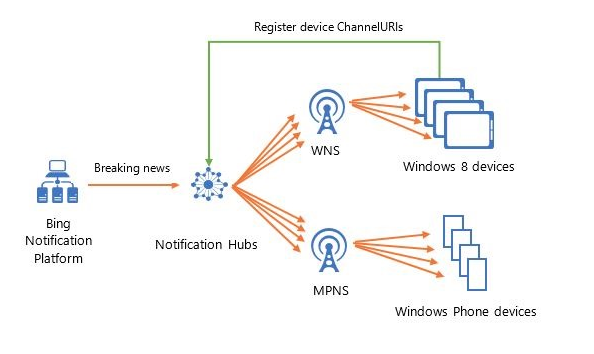 Register device ChannelURIs
WNS
Windows 8 devices
Breaking news
Bing
Notification
Platform
Notification Hubs
MPNS
Windows Phone devices